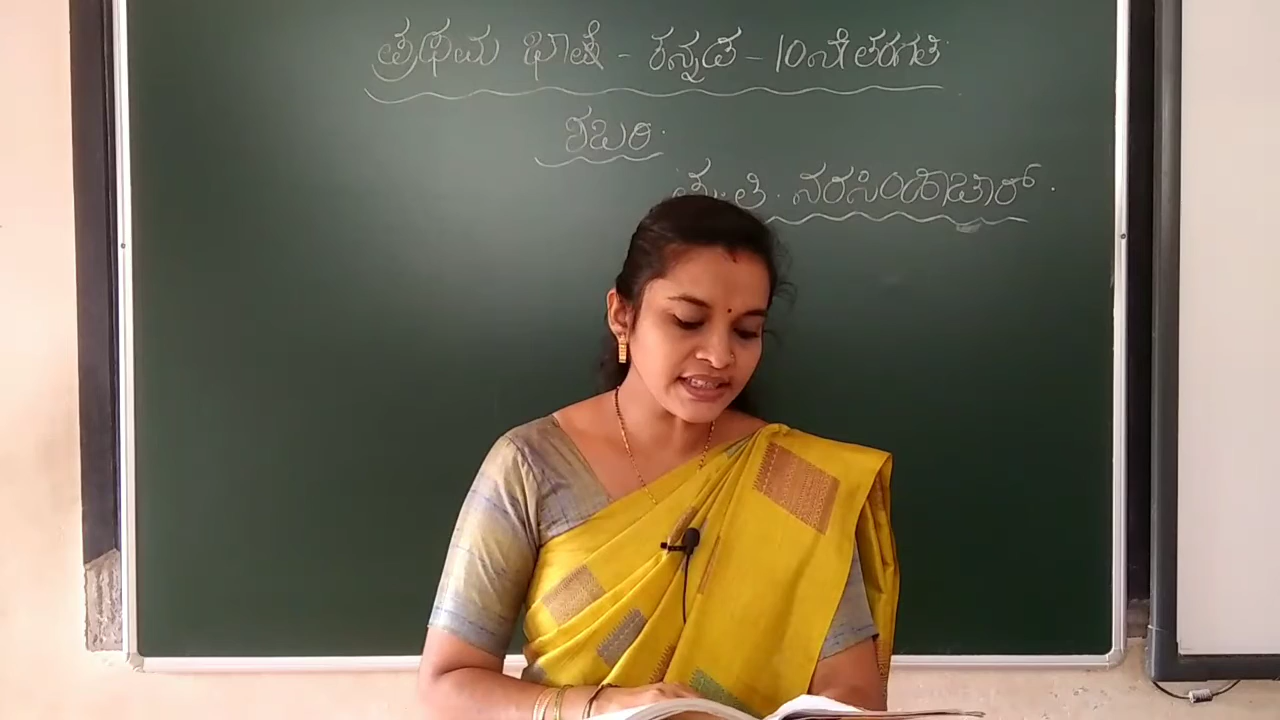 ಪ್ರಥಮ ಭಾಷೆ - ಕನ್ನಡ - 10ನೇ ತರಗತಿ
ಶಬರಿ.
ಪು.ತಿ. ನರಸಿಂಹಾಚಾರ್.